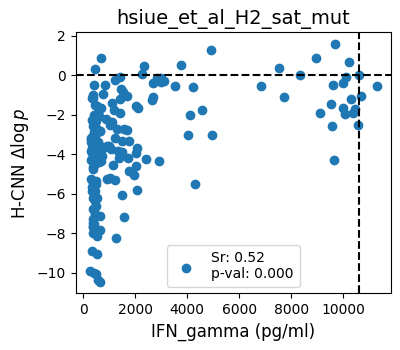 hsiue_et_al_H2_sat_mut
H-CNN Δlog p
2
0
−2
−4
−6
−8
−10
Sr: 0.52
p-val: 0.000
0 2000 4000 6000 8000 10000
IFN_gamma (pg/ml)